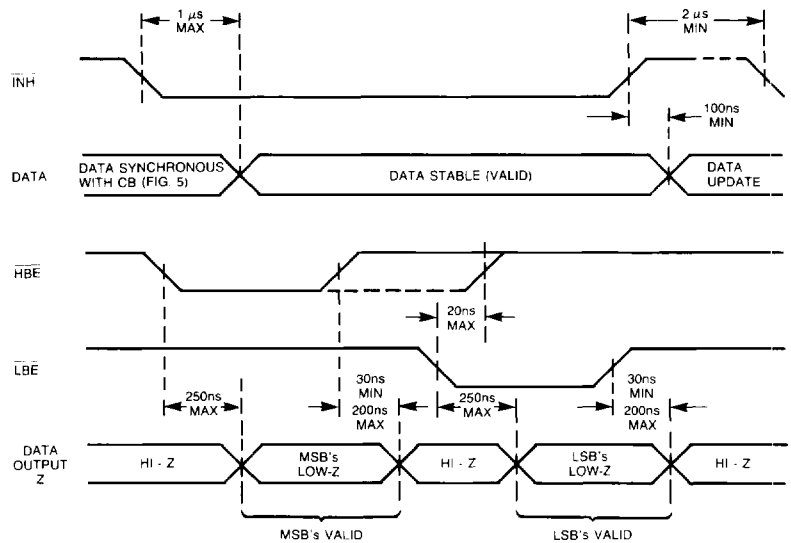 1 µs
MAX
2 µs
MIN
INH
100ns
MIN
DATA
DATA SYNCHRONOUS
WITH CB (FIG. 5)
DATA STABLE (VALID)
DATA
UPDATE
HBE
20ns
MAX
LBE
250ns
MAX
30ns
MIN
200ns
MAX
250ns
MAX
30ns
MIN
200ns
MAX
DATA
OUTPUT
Z
HI - Z
MSB's
LOW-Z
HI - Z
LSB's
LOW-Z
HI - Z
MSB's VALID
LSB's VALID